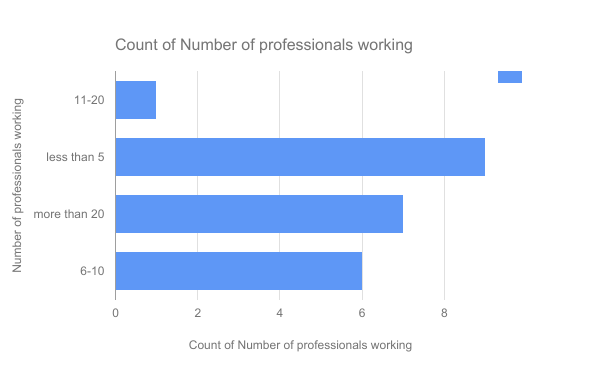 Count of Number of professionals working
Number of professionals working
11-20
less than 5
more than 20
6-10
0
2
4
6
8
Count of Number of professionals working